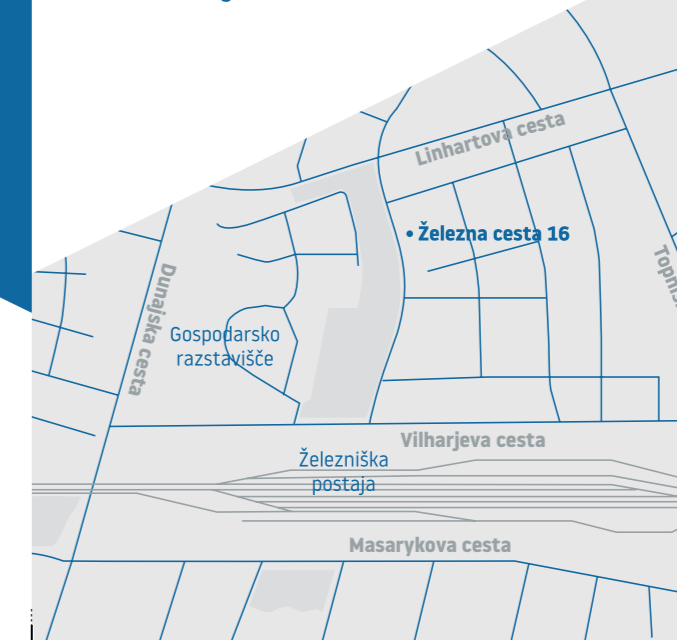 Linhartova cesta
• Železna cesta 16
Dunajska cesta
Gospodarsko
razstavišče
Vilharjeva cesta
Železniška
postaja
Masarykova cesta